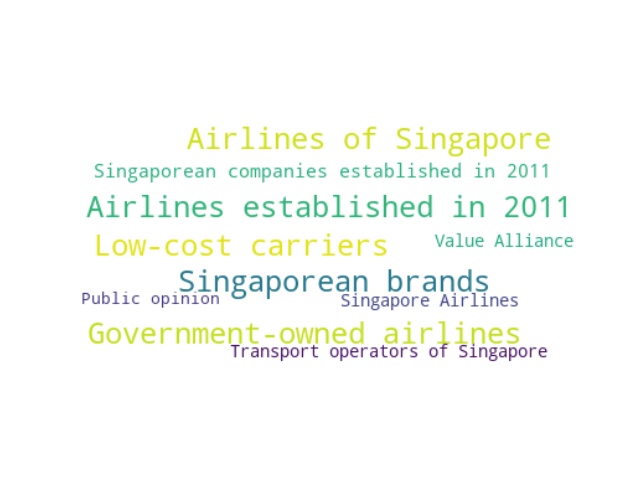 Airlines of Singapore
Singaporean companies established in 2011
Airlines established in 2011
Low-cost carriers
Value Alliance
Singaporean brands
Public opinion
Singapore Airlines
Government-owned airlines
Transport operators of Singapore